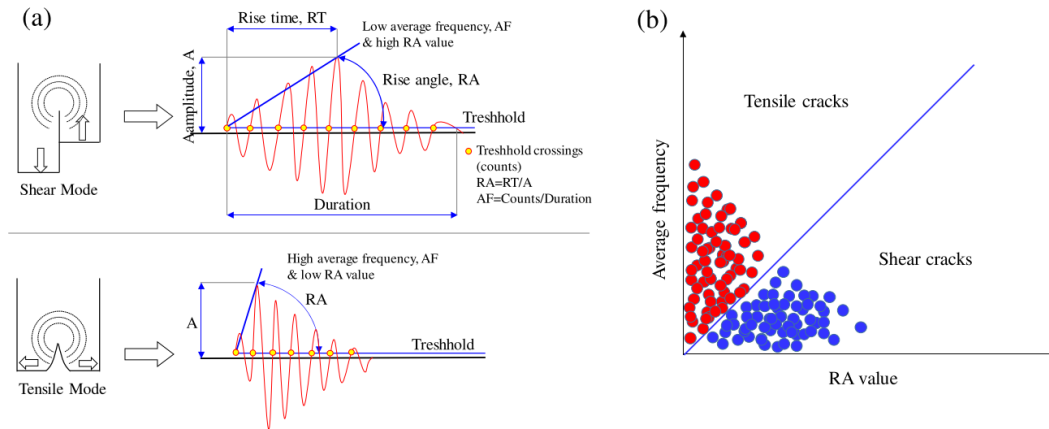 (a)
Rise time, RT
Low average frequency, AF
& high RA value
Aamplitude, A
Rise angle, RA
Treshhold
Treshhold crossings
(counts)
RA=RT/A
AF=Counts/Duration
Shear Mode
Duration
High average frequency, AF
& low RA value
A
RA
Treshhold
Tensile Mode
(b)
Tensile cracks
Average frequency
Shear cracks
RA value